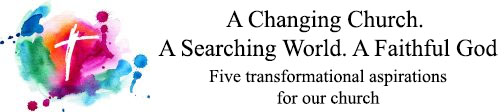 A Changing Church.
A Searching World. A Faithful God
Five transformational aspirations
for our church